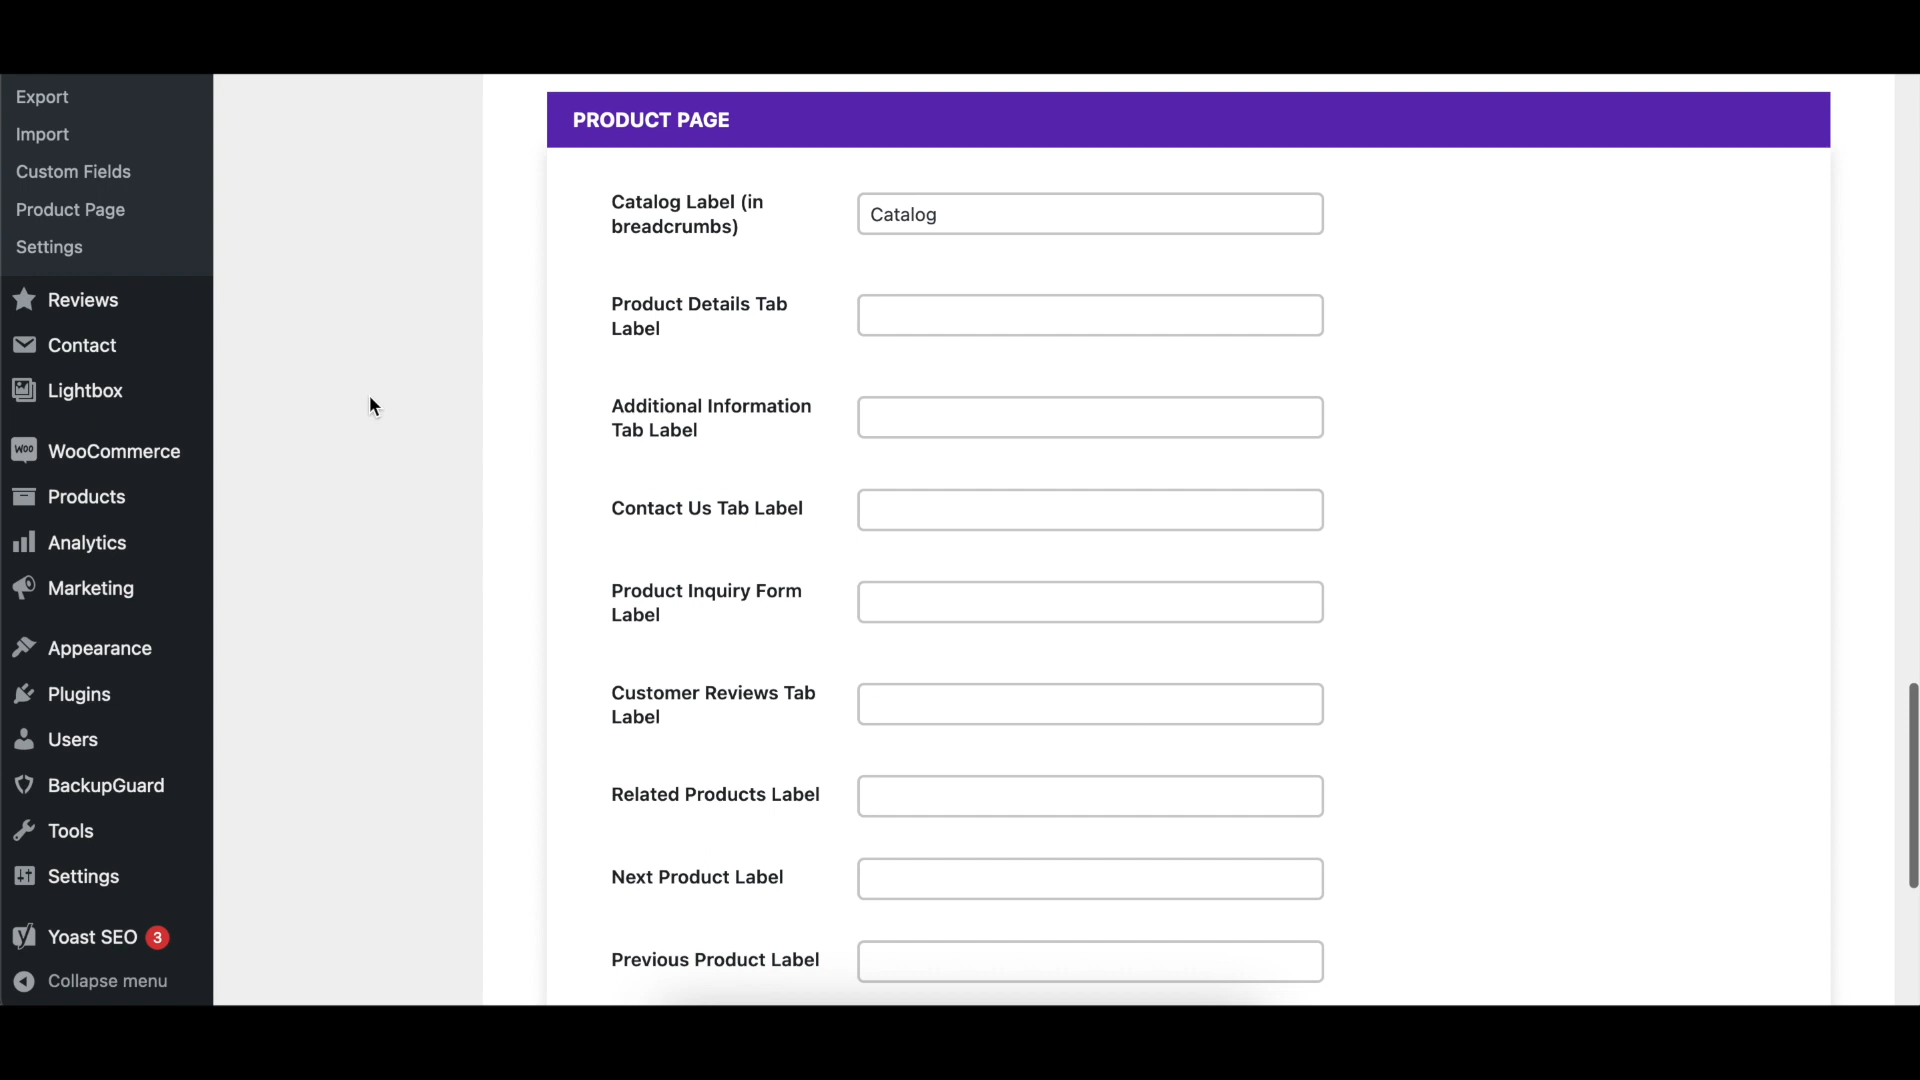 Export
Import
Custom Fields
Product Page
Settings
Reviews
Contact
Lightbox
WooCommerce
Products
Analytics
Marketing
Appearance
Plugins
Users
BackupGuard
Tools
Settings
Yoast SEO 3
Collapse menu
PRODUCT PAGE
Catalog Label (in
breadcrumbs)
Catalog
Product Details Tab
Label
Additional Information
Tab Label
Contact Us Tab Label
Product Inquiry Form
Label
Customer Reviews Tab
Label
Related Products Label
Next Product Label
Previous Product Label